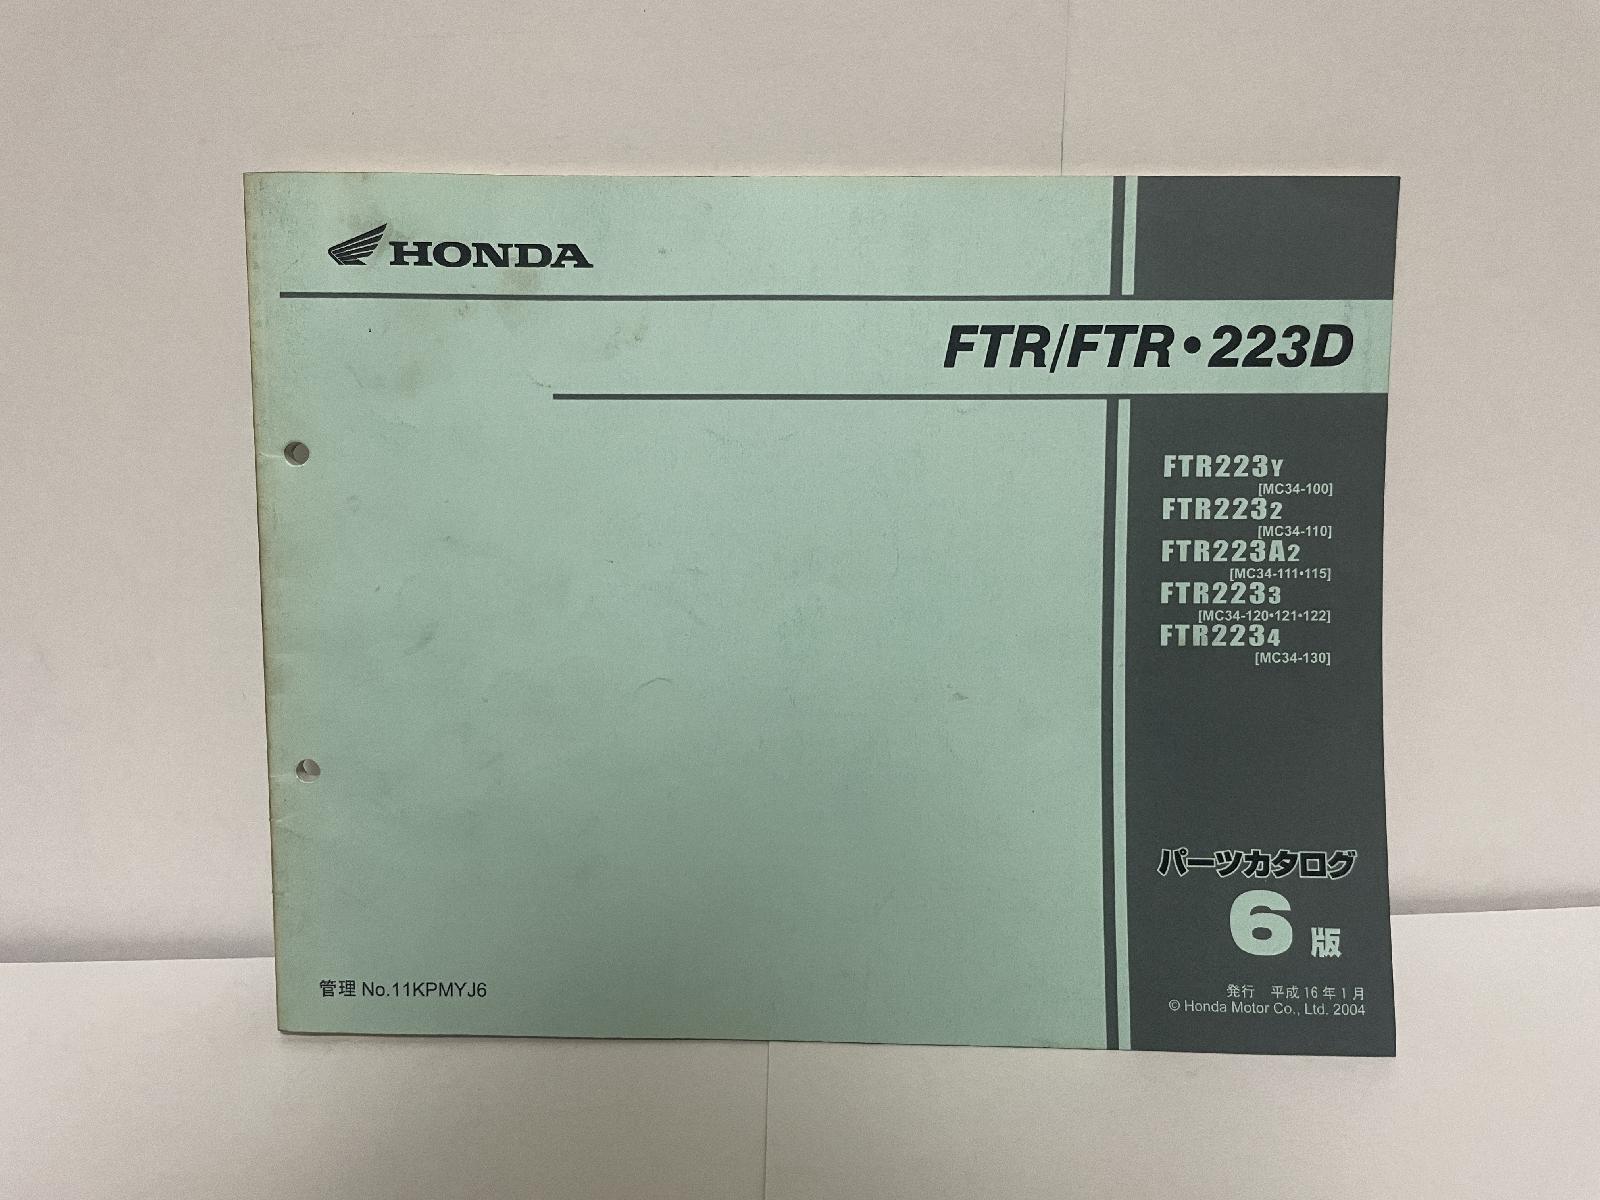 HONDA
FTR/FTR・223D
FTR223Y
[MC34-100]
FTR2232
[MC34-110]
FTR223A2
[MC34-111•115]
FTR2233
[MC34-120•121•122]
FTR2234
[MC34-130]
パーツカタログ
6 版
管理 No.11KPMYJ6
発行 平成 16 年 1 月
© Honda Motor Co., Ltd. 2004